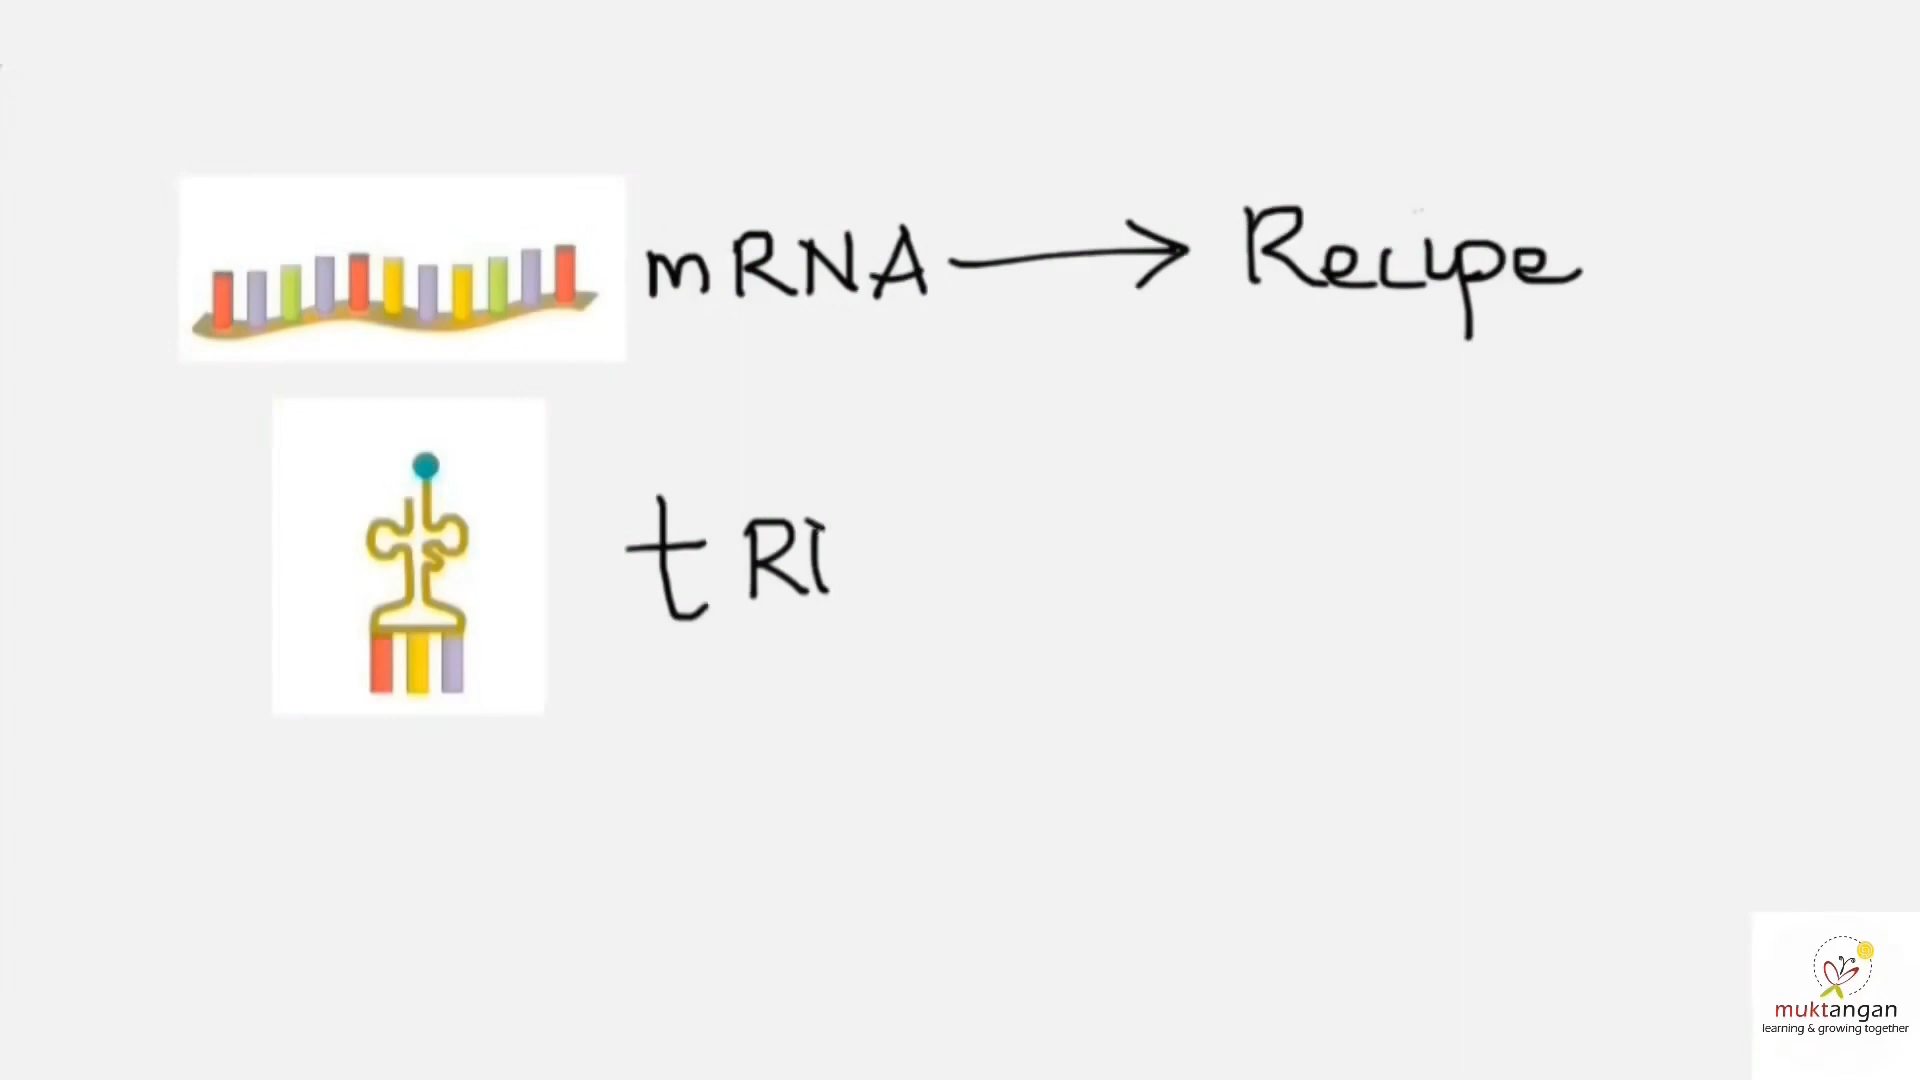 mRNA → Recipe
tRI
muktangan
learning & growing together